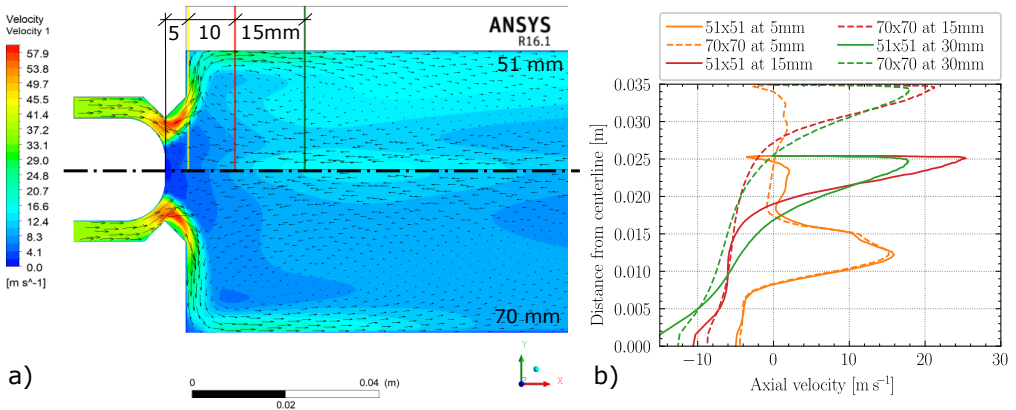 Velocity
Velocity 1
57.9
53.8
49.6
45.5
41.4
37.2
33.1
29.0
24.8
20.7
16.6
12.4
8.3
4.1
0.0
[m s^-1]
5 10 15mm
ANSYS
R16.1
51 mm
70 mm
0 0.04 (m)
0.02
Y
Z X
a)
51x51 at 5mm
70x70 at 5mm
51x51 at 15mm
70x70 at 15mm
51x51 at 30mm
70x70 at 30mm
Distance from centerline [m]
0.035
0.030
0.025
0.020
0.015
0.010
0.005
0.000
−10 0 10 20 30
Axial velocity [m s⁻¹]
b)